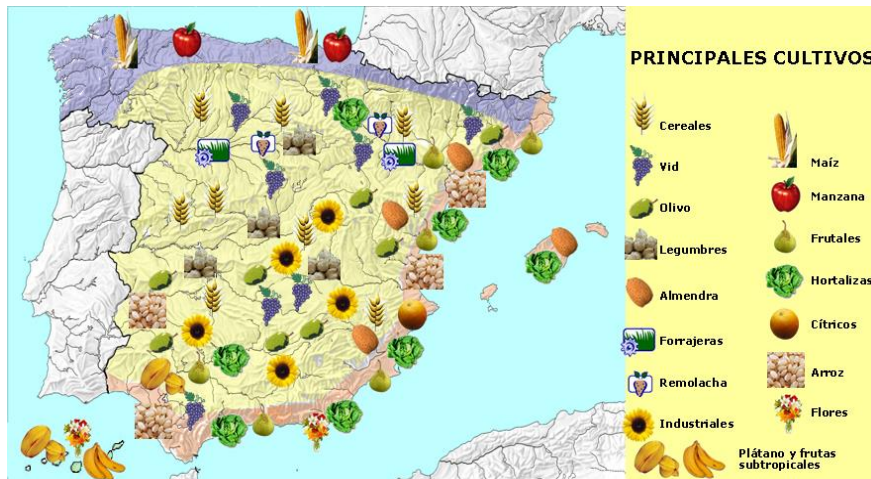 PRINCIPALES CULTIVOS
Cereales
Vid
Olivo
Legumbres
Almendra
Forrajeras
Remolacha
Industriales
Maíz
Manzana
Frutales
Hortalizas
Cítricos
Arroz
Flores
Plátano y frutas
subtropicales